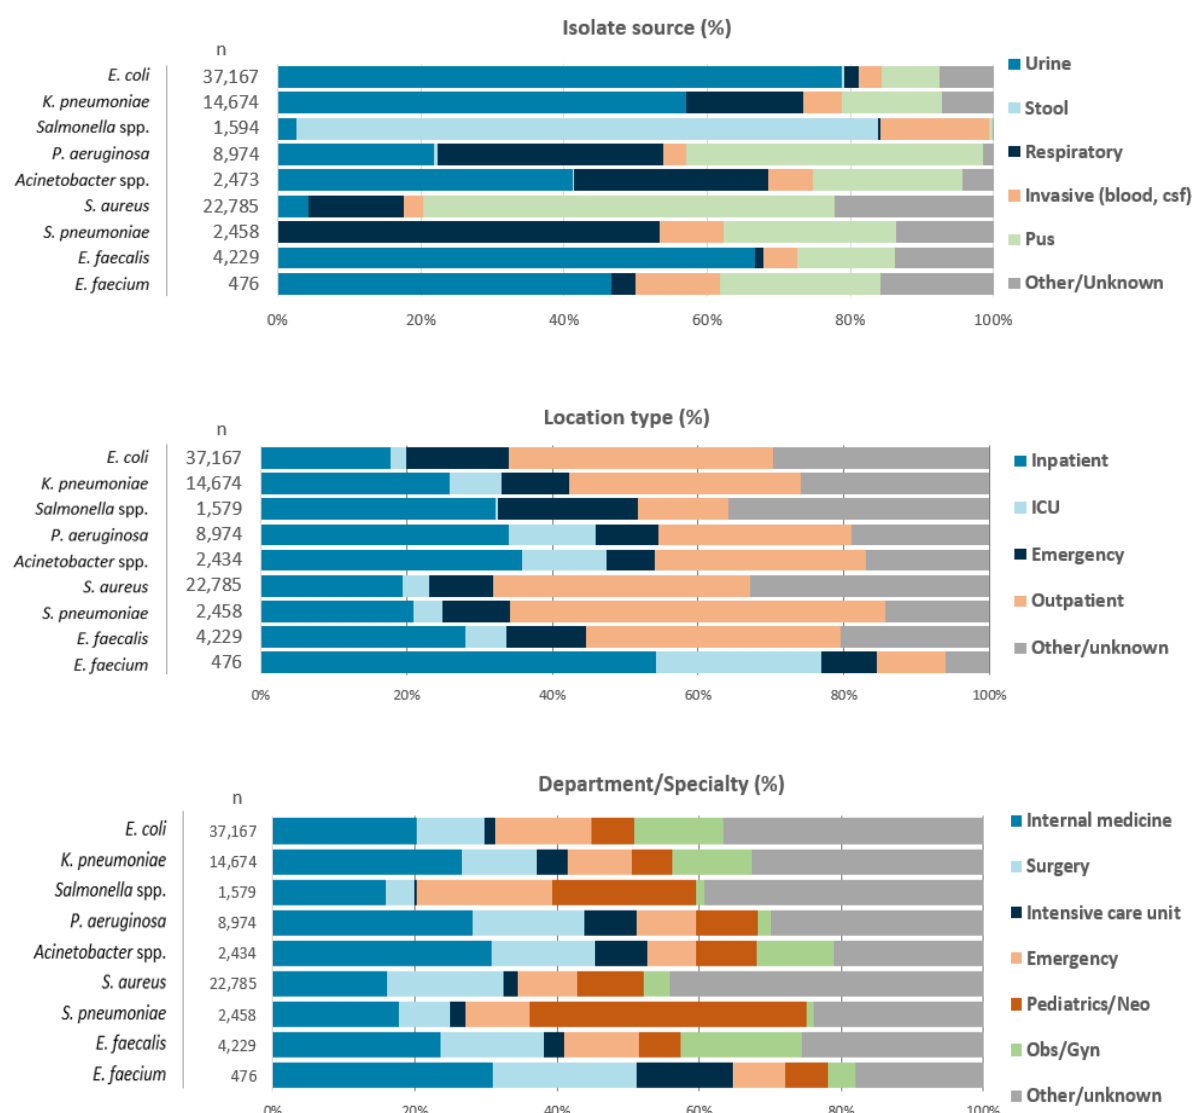 Isolate source (%)
n
E. coli 37,167
K. pneumoniae 14,674
Salmonella spp. 1,594
P. aeruginosa 8,974
Acinetobacter spp. 2,473
S. aureus 22,785
S. pneumoniae 2,458
E. faecalis 4,229
E. faecium 476
0% 20% 40% 60% 80% 100%
Urine
Stool
Respiratory
Invasive (blood, csf)
Pus
Other/Unknown
Location type (%)
n
E. coli 37,167
K. pneumoniae 14,674
Salmonella spp. 1,579
P. aeruginosa 8,974
Acinetobacter spp. 2,434
S. aureus 22,785
S. pneumoniae 2,458
E. faecalis 4,229
E. faecium 476
0% 20% 40% 60% 80% 100%
Inpatient
ICU
Emergency
Outpatient
Other/unknown
Department/Specialty (%)
n
E. coli 37,167
K. pneumoniae 14,674
Salmonella spp. 1,579
P. aeruginosa 8,974
Acinetobacter spp. 2,434
S. aureus 22,785
S. pneumoniae 2,458
E. faecalis 4,229
E. faecium 476
0% 20% 40% 60% 80% 100%
Internal medicine
Surgery
Intensive care unit
Emergency
Pediatrics/Neo
Obs/Gyn
Other/unknown